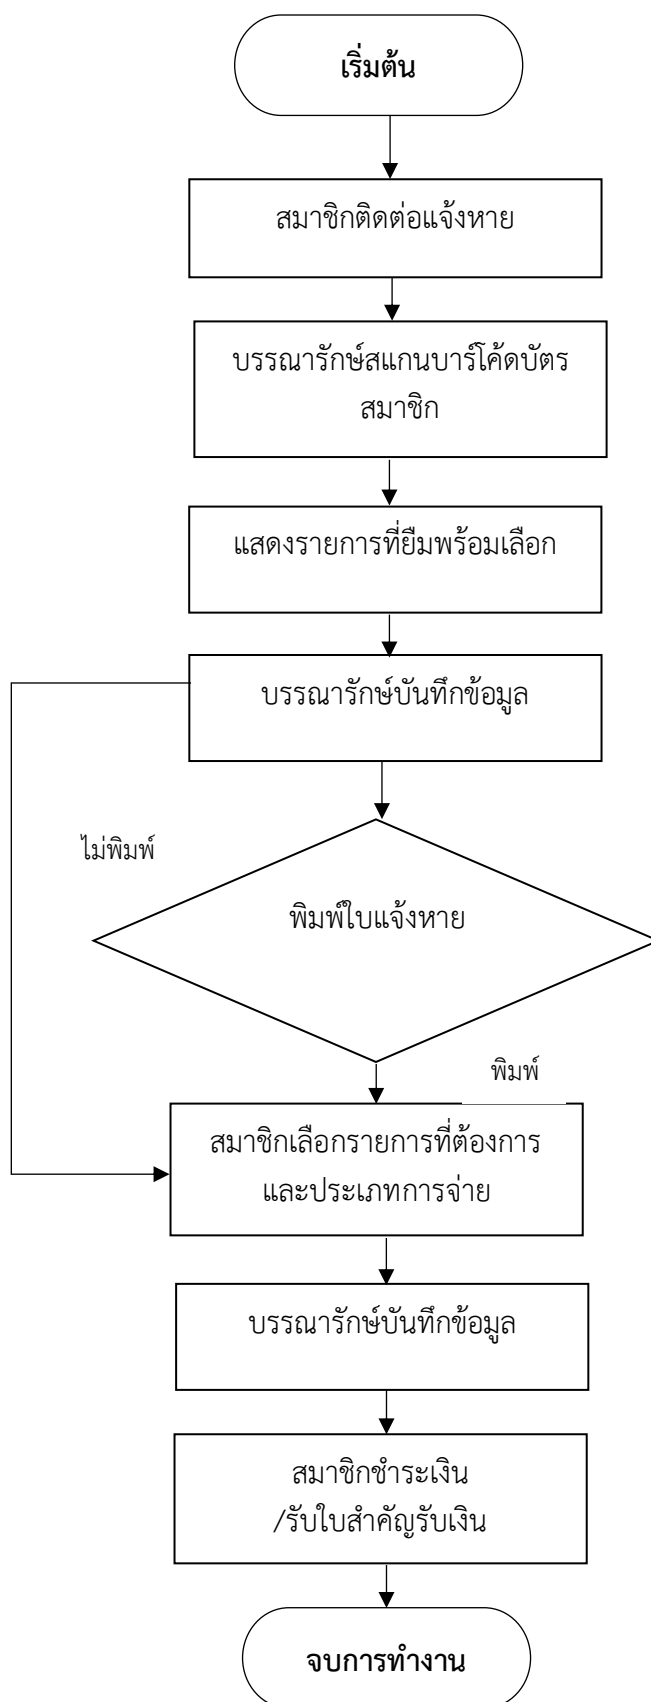 เริ่มต้น
สมาชิกติดต่อแจ้งหาย
บรรณารักษ์สแกนบาร์โค้ดบัตร
สมาชิก
แสดงรายการที่ยืมพร้อมเลือก
บรรณารักษ์บันทึกข้อมูล
ไม่พิมพ์
พิมพ์ใบแจ้งหาย
พิมพ์
สมาชิกเลือกรายการที่ต้องการ
และประเภทการจ่าย
บรรณารักษ์บันทึกข้อมูล
สมาชิกชำระเงิน
/รับใบสำคัญรับเงิน
จบการทำงาน